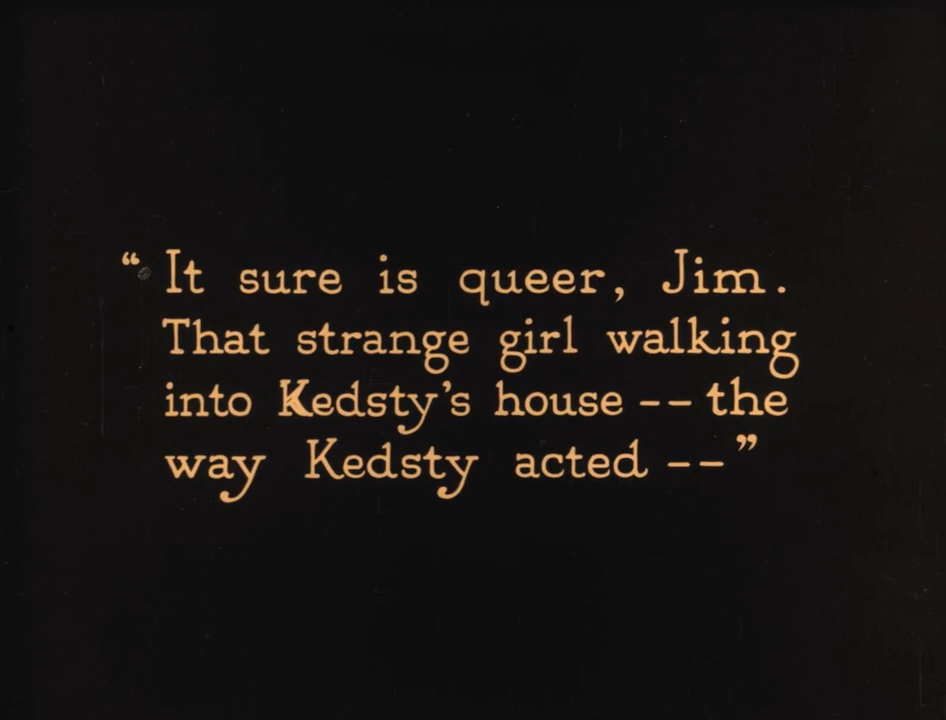 “It sure is queer, Jim.
That strange girl walking
into Kedsty’s house -- the
way Kedsty acted --”